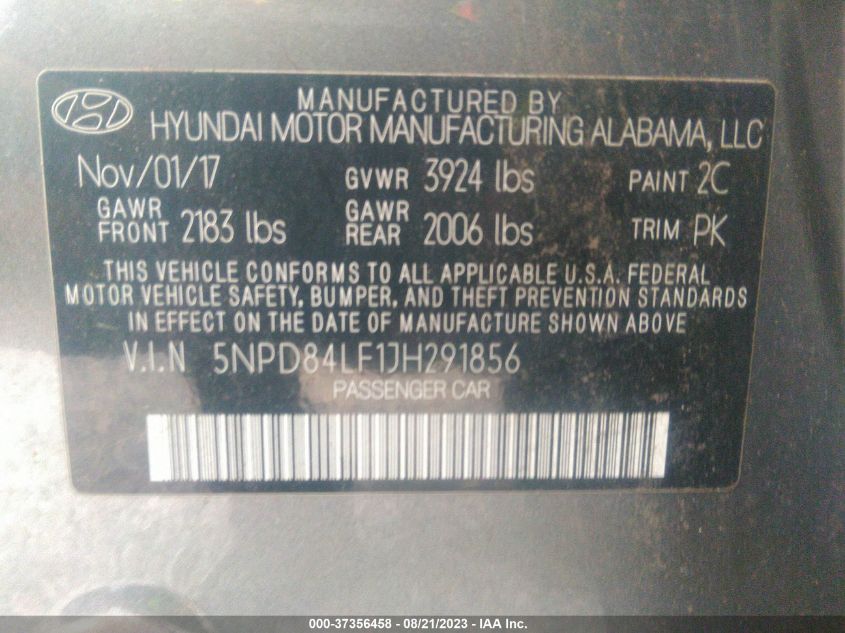 MANUFACTURED BY
HYUNDAI MOTOR MANUFACTURING ALABAMA, LLC
Nov/01/17 GVWR 3924 lbs PAINT 2C
GAWR FRONT 2183 lbs GAWR REAR 2006 lbs TRIM PK
THIS VEHICLE CONFORMS TO ALL APPLICABLE U.S.A. FEDERAL
MOTOR VEHICLE SAFETY, BUMPER, AND THEFT PREVENTION STANDARDS
IN EFFECT ON THE DATE OF MANUFACTURE SHOWN ABOVE
V.I.N 5NPD84LF1JH291856
PASSENGER CAR
000-37356458 - 08/21/2023 - IAA Inc.